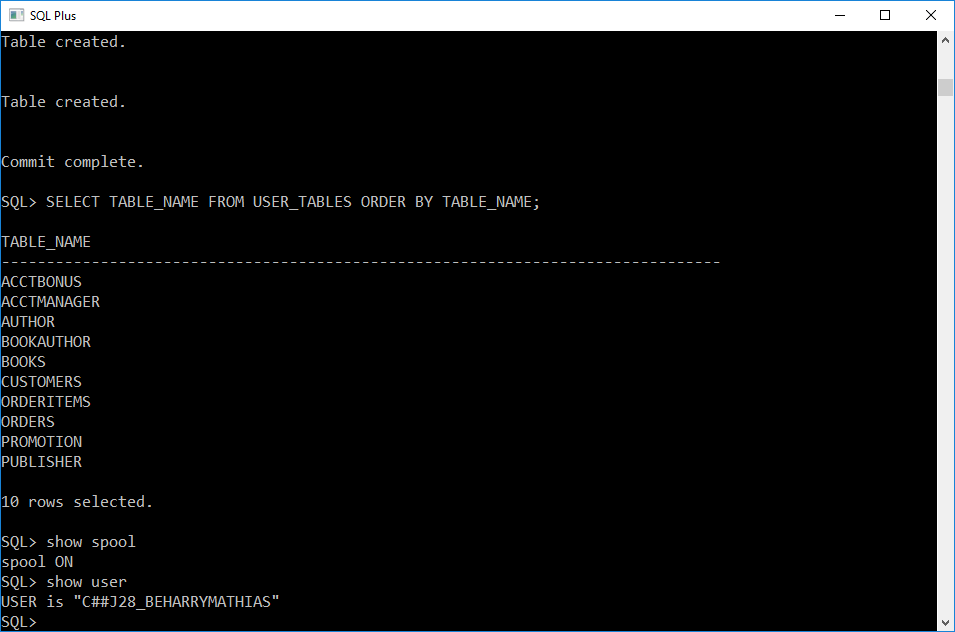 SQL Plus
Table created.
Table created.
Commit complete.
SQL> SELECT TABLE_NAME FROM USER_TABLES ORDER BY TABLE_NAME;
TABLE_NAME
--------------------------------------------------------------------------------
ACCTBONUS
ACCTMANAGER
AUTHOR
BOOKAUTHOR
BOOKS
CUSTOMERS
ORDERITEMS
ORDERS
PROMOTION
PUBLISHER
10 rows selected.
SQL> show spool
spool ON
SQL> show user
USER is "C##J28_BEHARRYMATHIAS"
SQL>